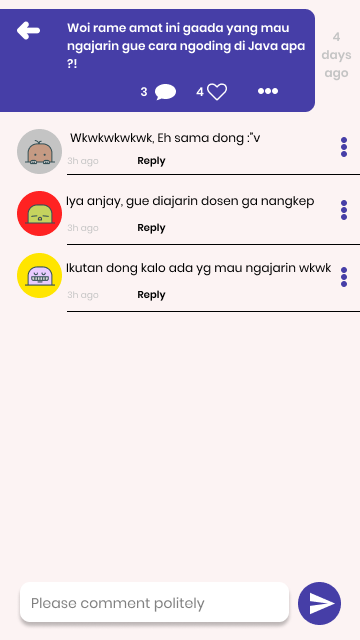 Woi rame amat ini gaada yang mau
ngajarin gue cara ngoding di Java apa
?!
3
4
4
days
ago
Wkwkwkwkwk, Eh sama dong :"v
3h ago Reply
Iya anjay, gue diajarin dosen ga nangkep
3h ago Reply
Ikutan dong kalo ada yg mau ngajarin wkwk
3h ago Reply
Please comment politely